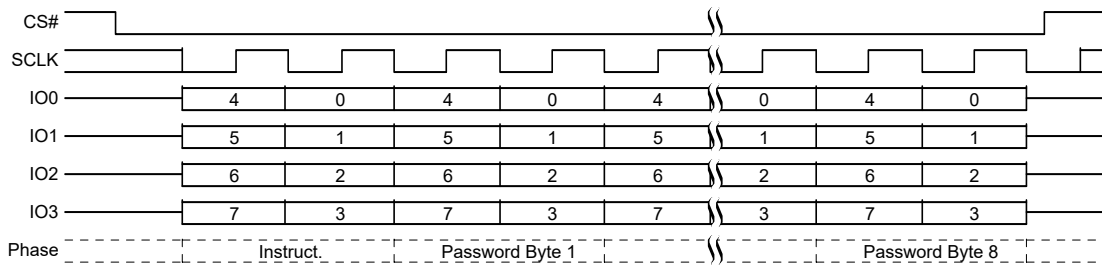 CS#
SCLK
IO0 4 0 4 0 4 0 4 0
IO1 5 1 5 1 5 1 5 1
IO2 6 2 6 2 6 2 6 2
IO3 7 3 7 3 7 3 7 3
Phase Instruct. Password Byte 1 Password Byte 8